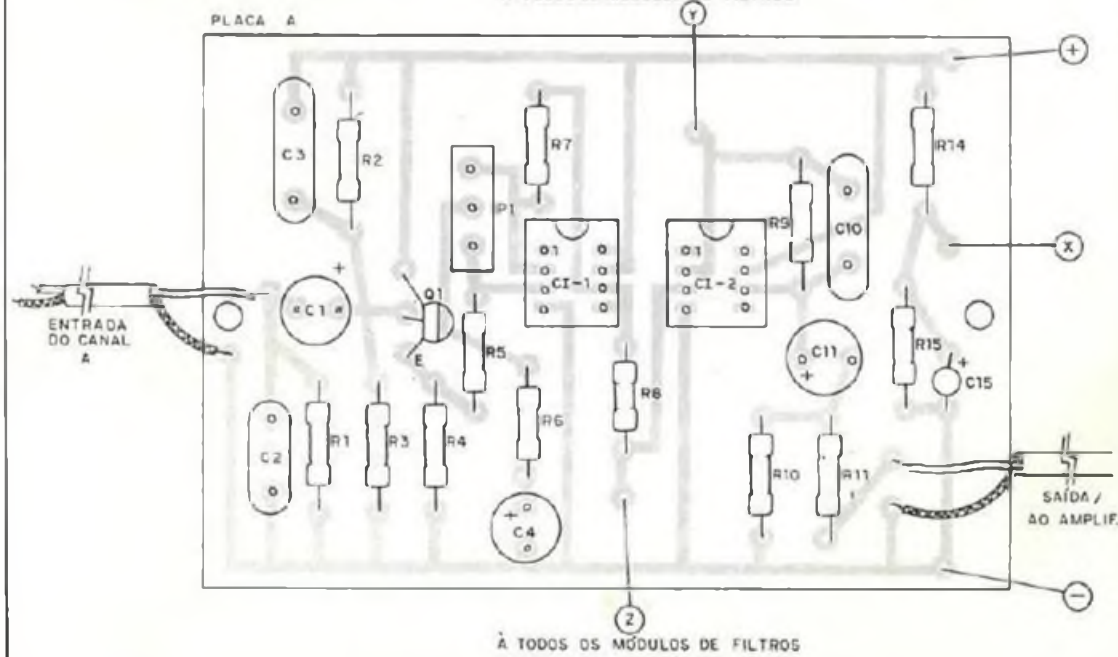 Y
PLACA A
+
C3
R2
R7
R14
P1
R9
C10
1
CI-1
1
CI-2
X
ENTRADA
DO CANAL
A
+
C1
Q1
E
R5
R8
C11
+
R15
+
C15
R1
R3
R4
R6
C2
R10
R11
+
C4
SAÍDA/
AO AMPLIF.
−
Z
À TODOS OS MÓDULOS DE FILTROS